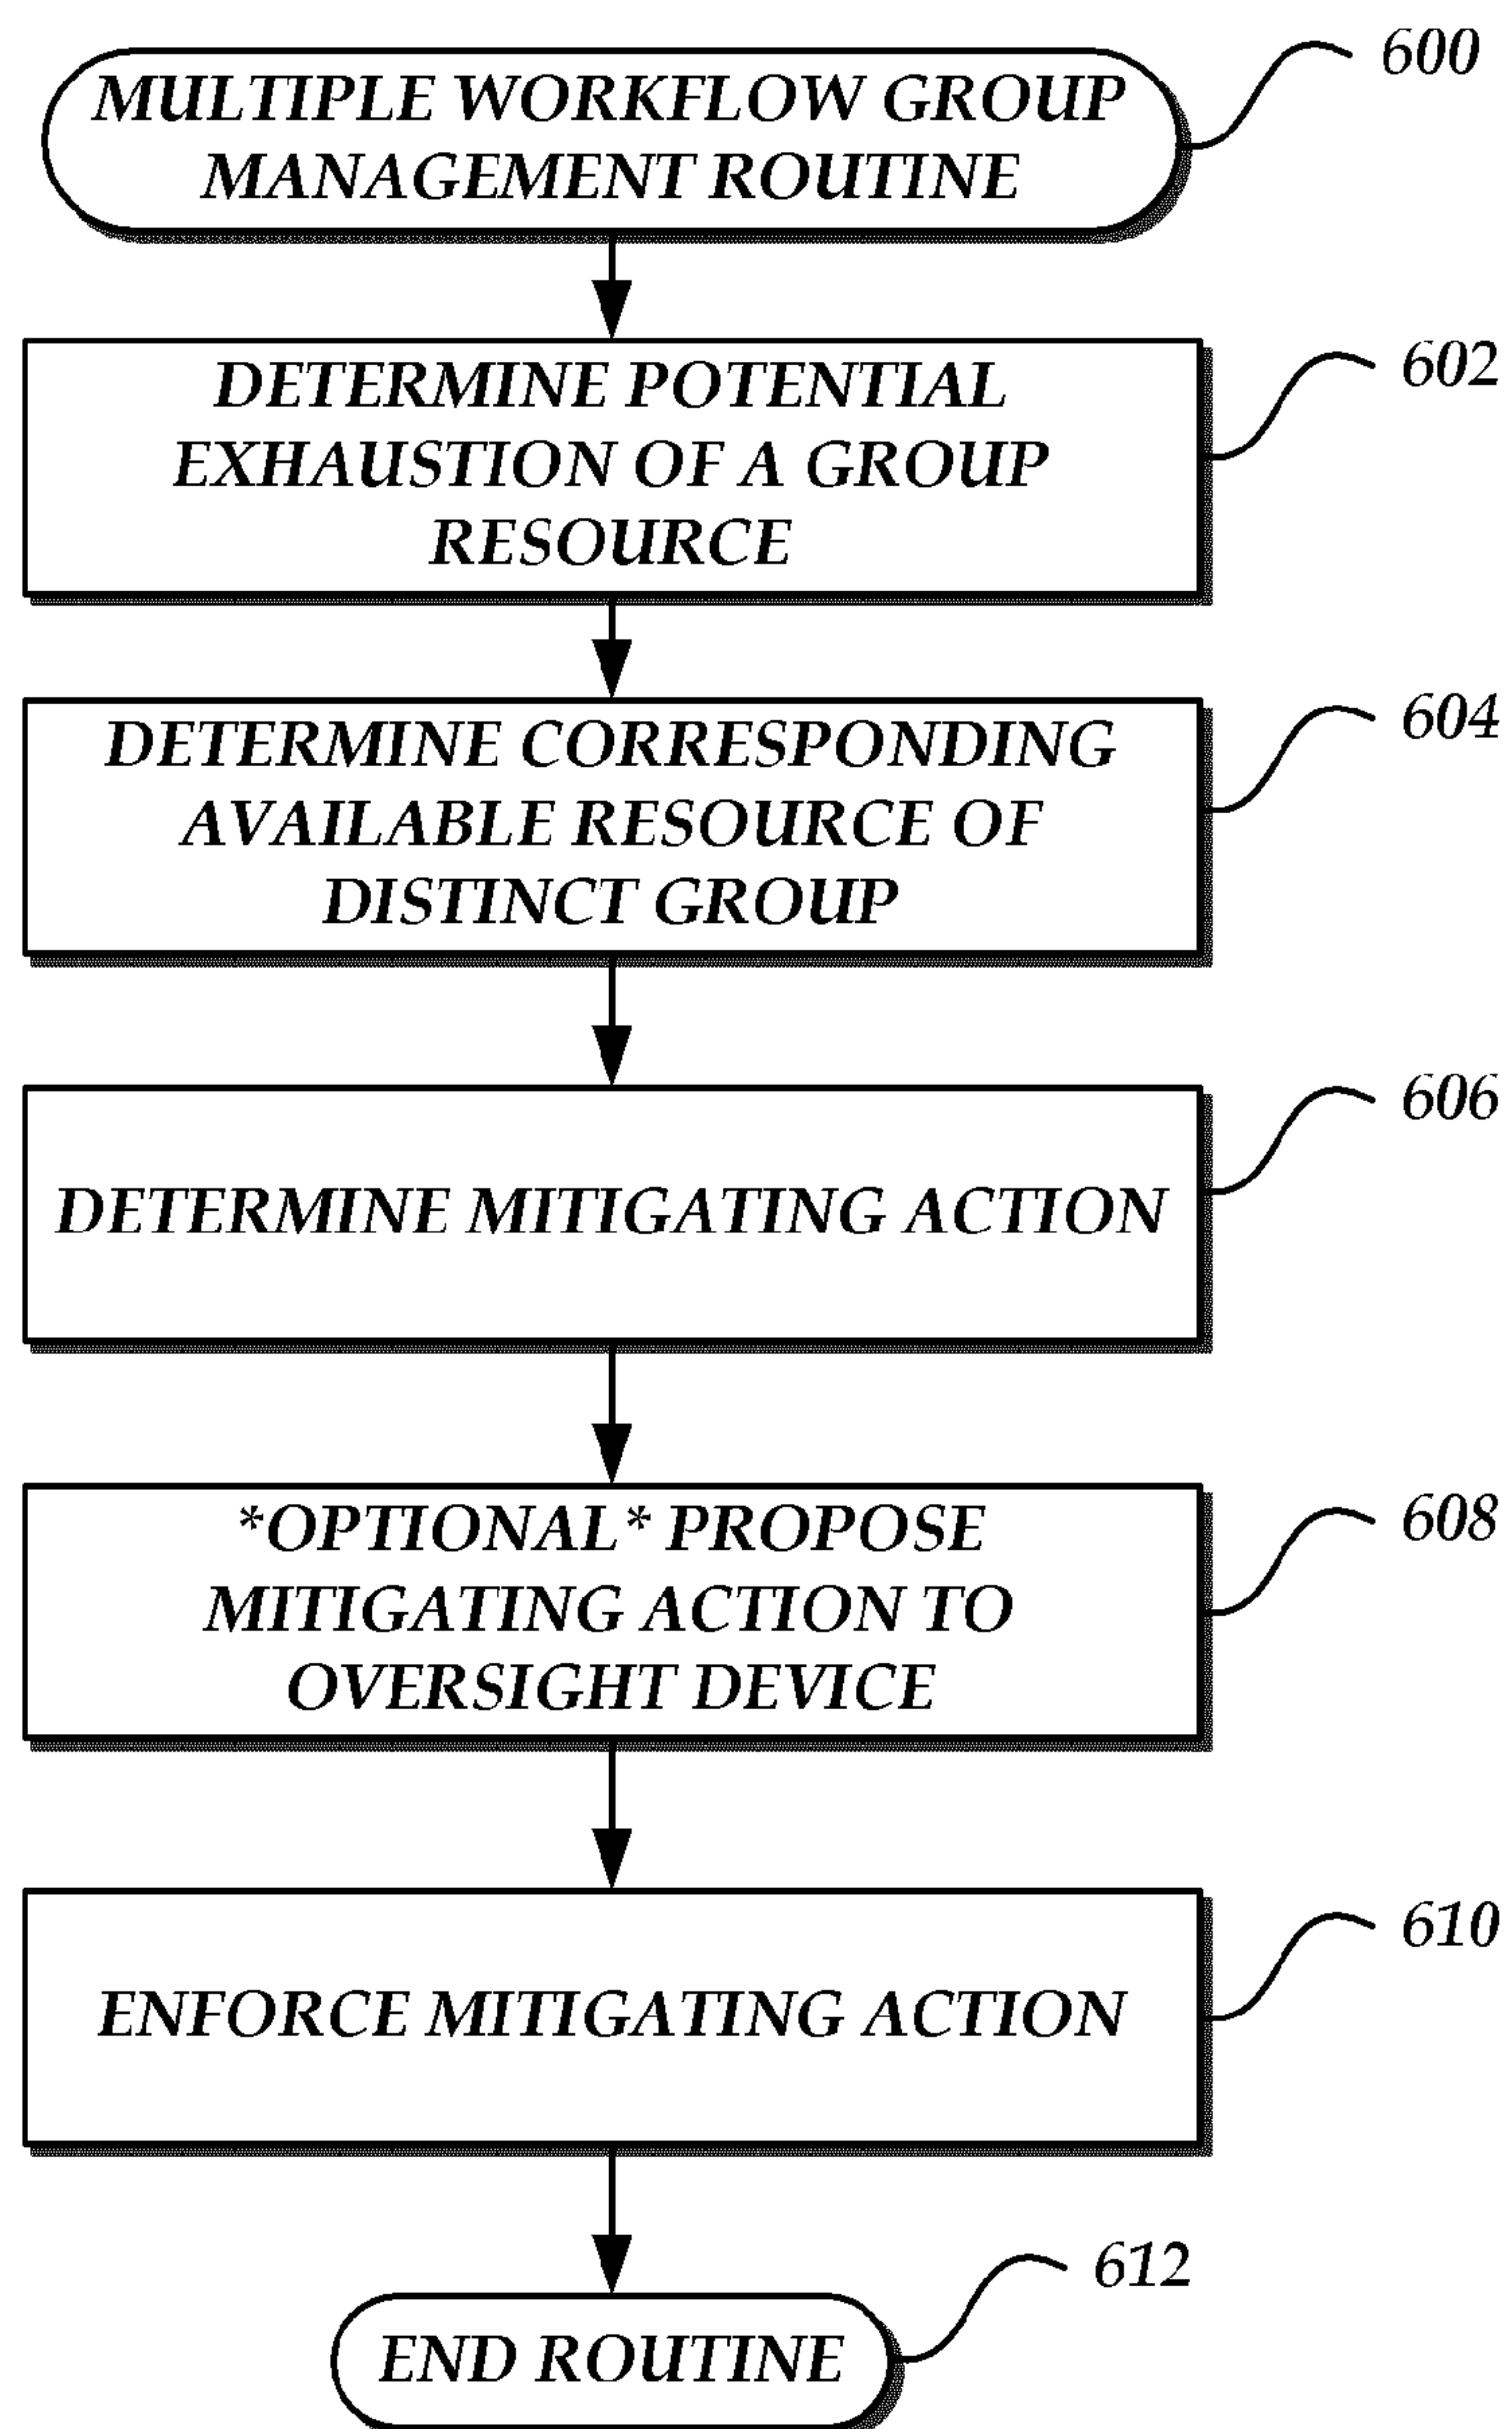 600
MULTIPLE WORKFLOW GROUP
MANAGEMENT ROUTINE
602
DETERMINE POTENTIAL
EXHAUSTION OF A GROUP
RESOURCE
604
DETERMINE CORRESPONDING
AVAILABLE RESOURCE OF
DISTINCT GROUP
606
DETERMINE MITIGATING ACTION
608
*OPTIONAL* PROPOSE
MITIGATING ACTION TO
OVERSIGHT DEVICE
610
ENFORCE MITIGATING ACTION
612
END ROUTINE